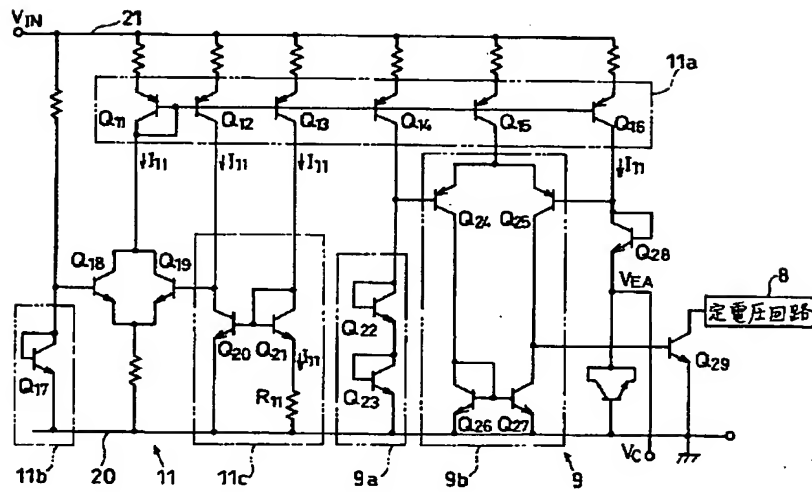 VIN
21
11a
Q11
Q12
Q13
Q14
Q15
Q16
I11
I11
I11
I11
Q18
Q19
Q24
Q25
Q28
VEA
8
定電圧回路
Q22
Q20
Q21
Q29
Q17
I11
R11
Q23
Q26
Q27
11b
20
11
11c
9a
9b
9
VC